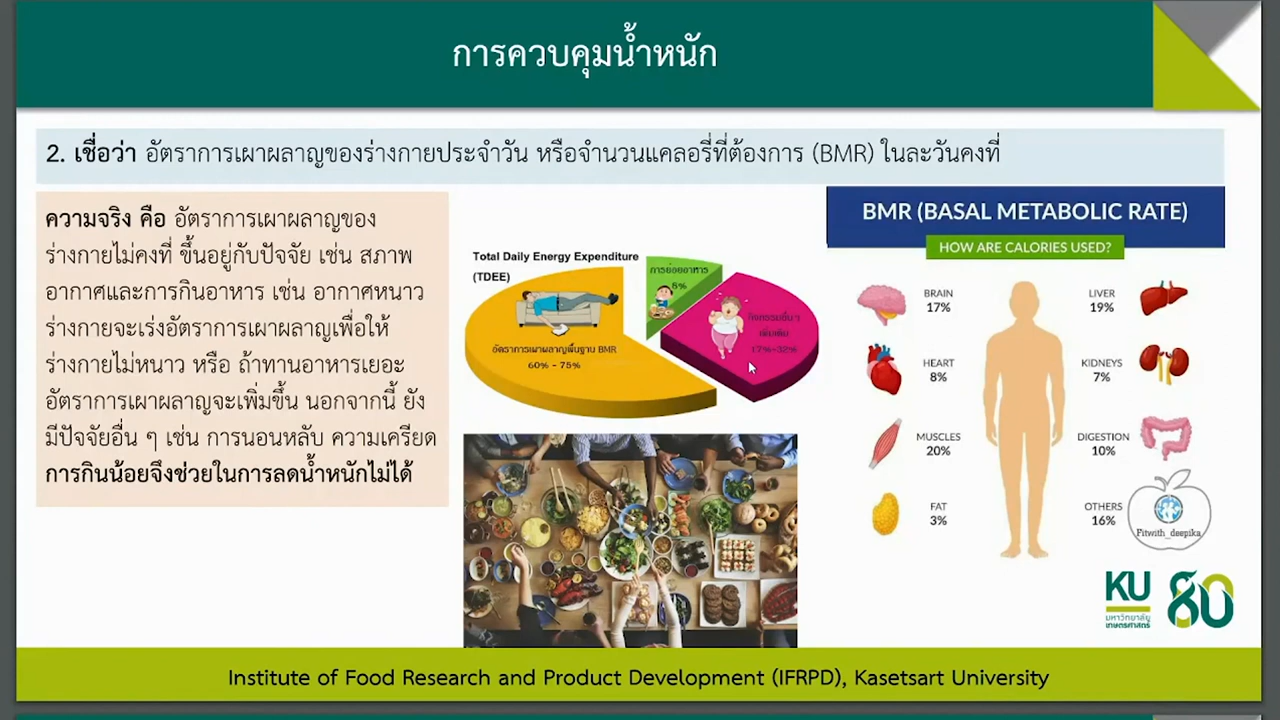 การควบคุมน้ำหนัก
2. เชื่อว่า อัตราการเผาผลาญของร่างกายประจำวัน หรือจำนวนแคลอรี่ที่ต้องการ (BMR) ในละวันคงที่
ความจริง คือ อัตราการเผาผลาญของ
ร่างกายไม่คงที่ ขึ้นอยู่กับปัจจัย เช่น สภาพ
อากาศและการกินอาหาร เช่น อากาศหนาว
ร่างกายจะเร่งอัตราการเผาผลาญเพื่อให้
ร่างกายไม่หนาว หรือ ถ้าทานอาหารเยอะ
อัตราการเผาผลาญจะเพิ่มขึ้น นอกจากนี้ ยัง
มีปัจจัยอื่น ๆ เช่น การนอนหลับ ความเครียด
การกินน้อยจึงช่วยในการลดน้ำหนักไม่ได้
Total Daily Energy Expenditure
(TDEE)
การย่อยอาหาร
8%
กิจกรรมอื่นๆ
เพิ่มเติม
17%-32%
อัตราการเผาผลาญพื้นฐาน BMR
60% - 75%
BMR (BASAL METABOLIC RATE)
HOW ARE CALORIES USED?
BRAIN
17%
LIVER
19%
HEART
8%
KIDNEYS
7%
MUSCLES
20%
DIGESTION
10%
FAT
3%
OTHERS
16%
Fitwith_deepika
KU 80
มหาวิทยาลัย
เกษตรศาสตร์
Institute of Food Research and Product Development (IFRPD), Kasetsart University